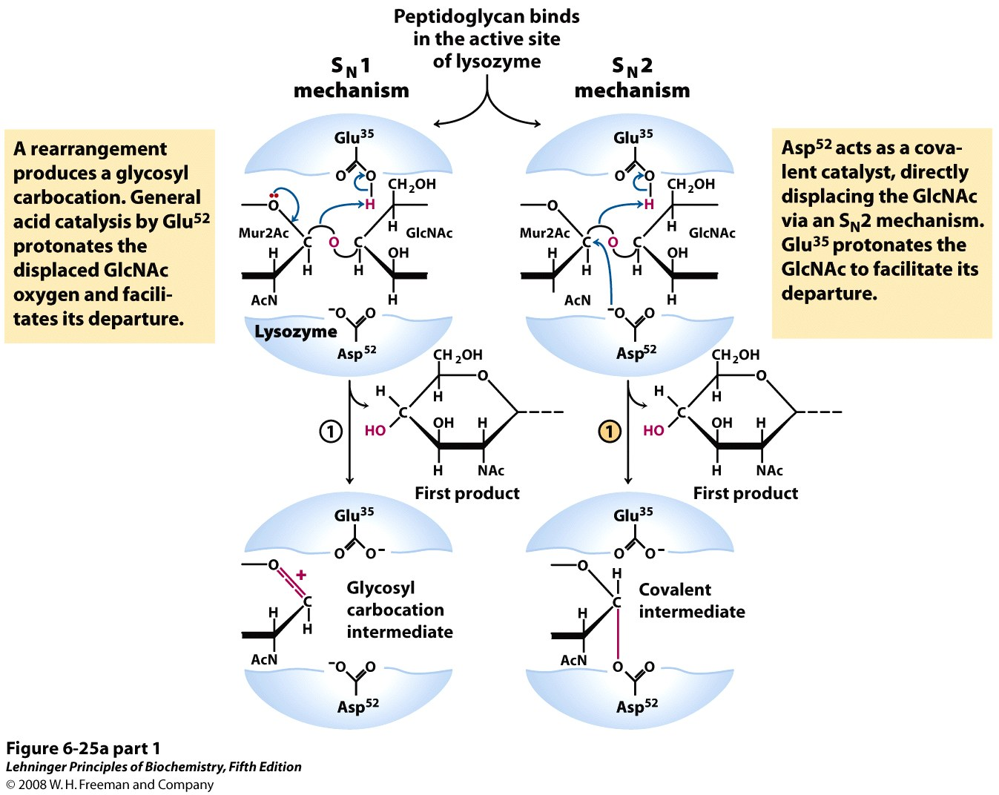 Peptidoglycan binds
in the active site
of lysozyme
SN1
mechanism
SN2
mechanism
A rearrangement
produces a glycosyl
carbocation. General
acid catalysis by Glu52
protonates the
displaced GlcNAc
oxygen and facili-
tates its departure.
Glu35
O
O
H
CH2OH
O
Mur2Ac
C
O
C
H
GlcNAc
H
H
H
OH
AcN
H
−O
O
Lysozyme
Asp52
Glu35
O
O
H
CH2OH
O
Mur2Ac
C
O
C
H
GlcNAc
H
H
H
OH
AcN
H
−O
O
Asp52
Asp52 acts as a cova-
lent catalyst, directly
displacing the GlcNAc
via an SN2 mechanism.
Glu35 protonates the
GlcNAc to facilitate its
departure.
1
CH2OH
O
H
H
C
HO
OH
H
H
NAc
First product
1
CH2OH
O
H
H
C
HO
OH
H
H
NAc
First product
Glu35
O
O−
O
+
C
H
H
AcN
Glycosyl
carbocation
intermediate
−O
O
Asp52
Glu35
O
O−
O
H
C
H
AcN
Covalent
intermediate
O
O
Asp52
Figure 6-25a part 1
Lehninger Principles of Biochemistry, Fifth Edition
© 2008 W. H. Freeman and Company